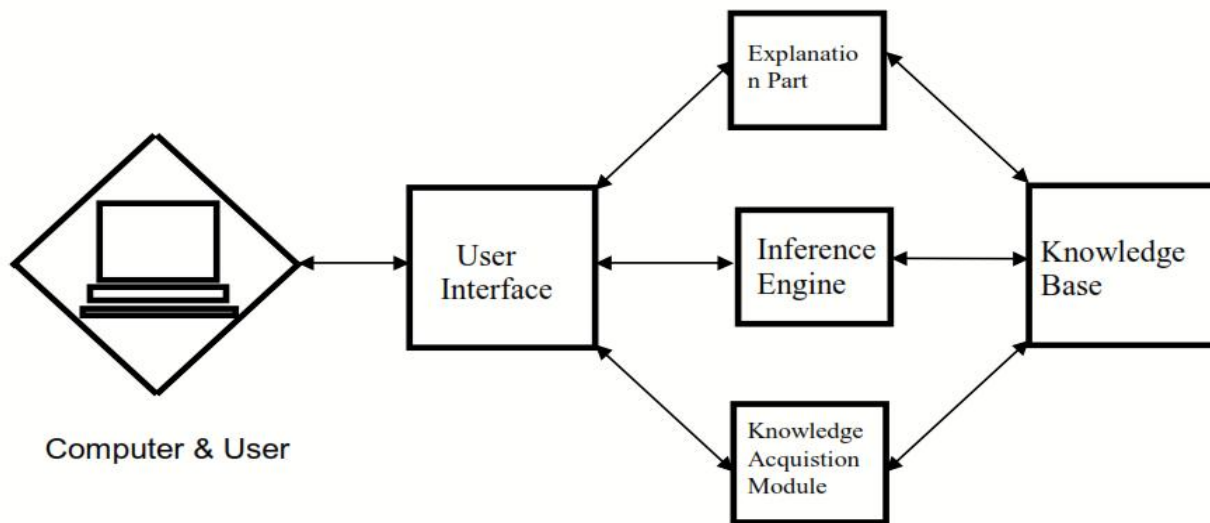 Explanatio
n Part
User
Interface
Inference
Engine
Knowledge
Base
Computer & User
Knowledge
Acquistion
Module